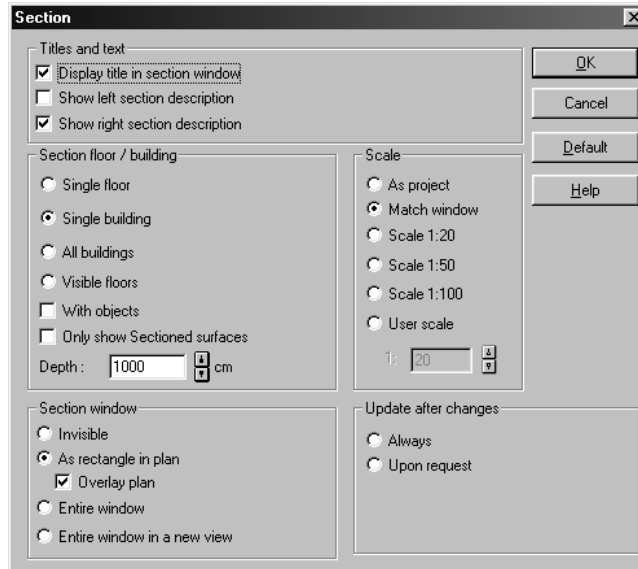 Section
Titles and text
Display title in section window
Show left section description
Show right section description
OK
Cancel
Default
Help
Section floor / building
Single floor
Single building
All buildings
Visible floors
With objects
Only show Sectioned surfaces
Depth : 1000 cm
Scale
As project
Match window
Scale 1:20
Scale 1:50
Scale 1:100
User scale
1: 20
Section window
Invisible
As rectangle in plan
Overlay plan
Entire window
Entire window in a new view
Update after changes
Always
Upon request